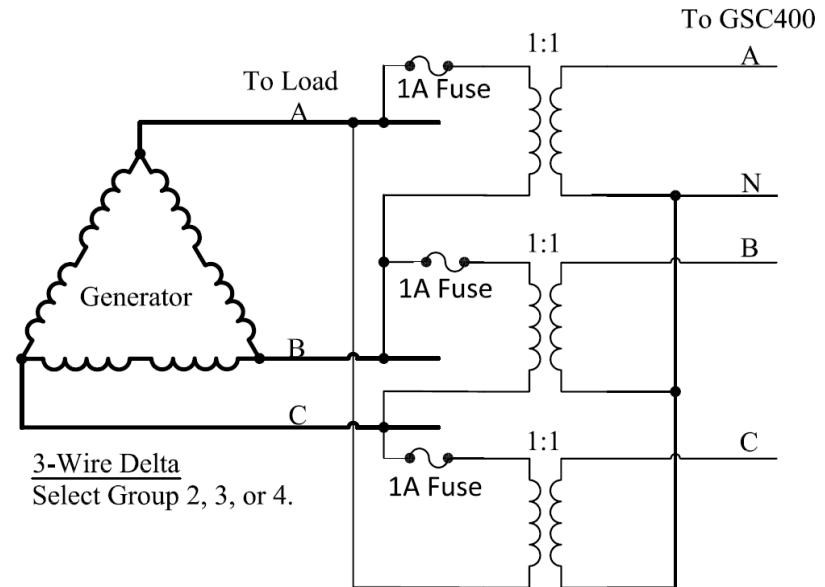 To GSC400
1:1
A
To Load
1A Fuse
A
N
1:1
B
Generator
1A Fuse
B
C
1:1
C
3-Wire Delta
Select Group 2, 3, or 4.
1A Fuse